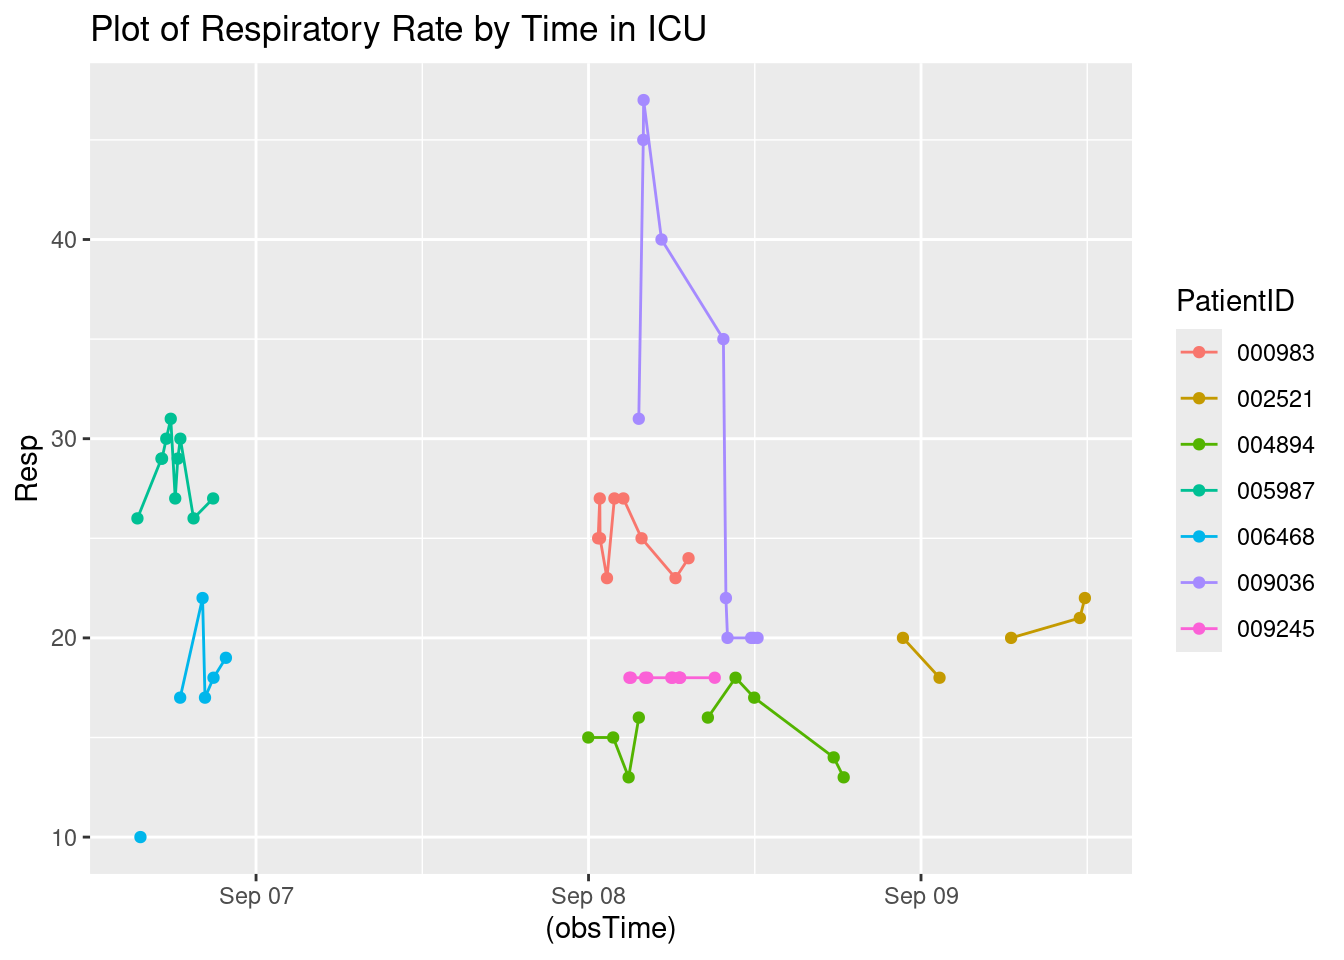 Plot of Respiratory Rate by Time in ICU
Resp
40
30
20
10
Sep 07
Sep 08
Sep 09
(obsTime)
PatientID
000983
002521
004894
005987
006468
009036
009245